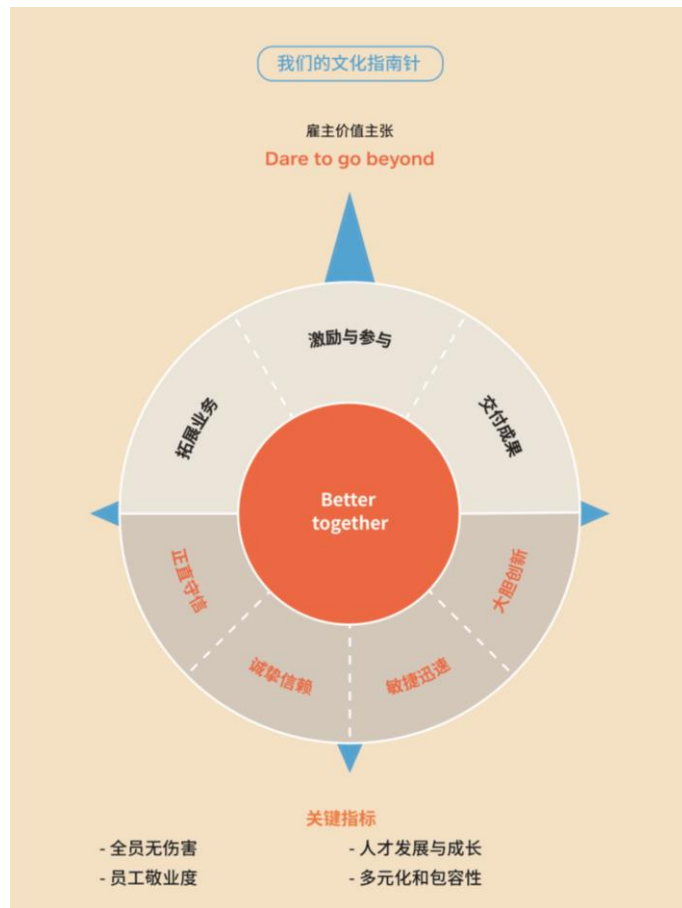 我们的文化指南针
雇主价值主张
Dare to go beyond
激励与参与
拓展业务
交付成果
Better
together
正直守信
大胆创新
诚挚信赖
敏捷迅速
关键指标
- 全员无伤害
- 人才发展与成长
- 员工敬业度
- 多元化和包容性